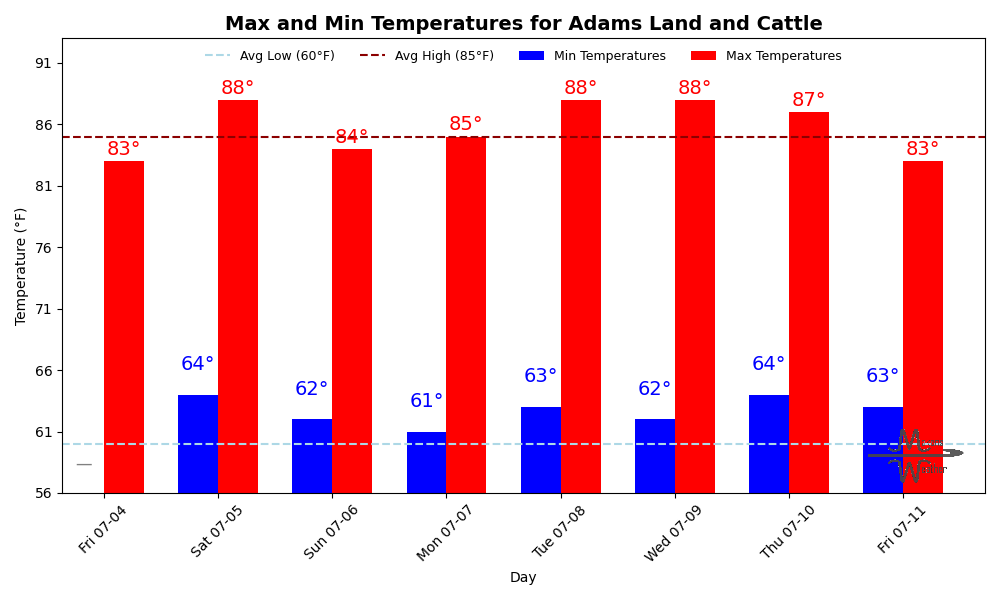 Max and Min Temperatures for Adams Land and Cattle
Avg Low (60°F) Avg High (85°F) Min Temperatures Max Temperatures
Temperature (°F)
91
86
81
76
71
66
61
56
83°
88°
84°
85°
88°
88°
87°
83°
—
64°
62°
61°
63°
62°
64°
63°
Fri 07-04
Sat 07-05
Sun 07-06
Mon 07-07
Tue 07-08
Wed 07-09
Thu 07-10
Fri 07-11
Day